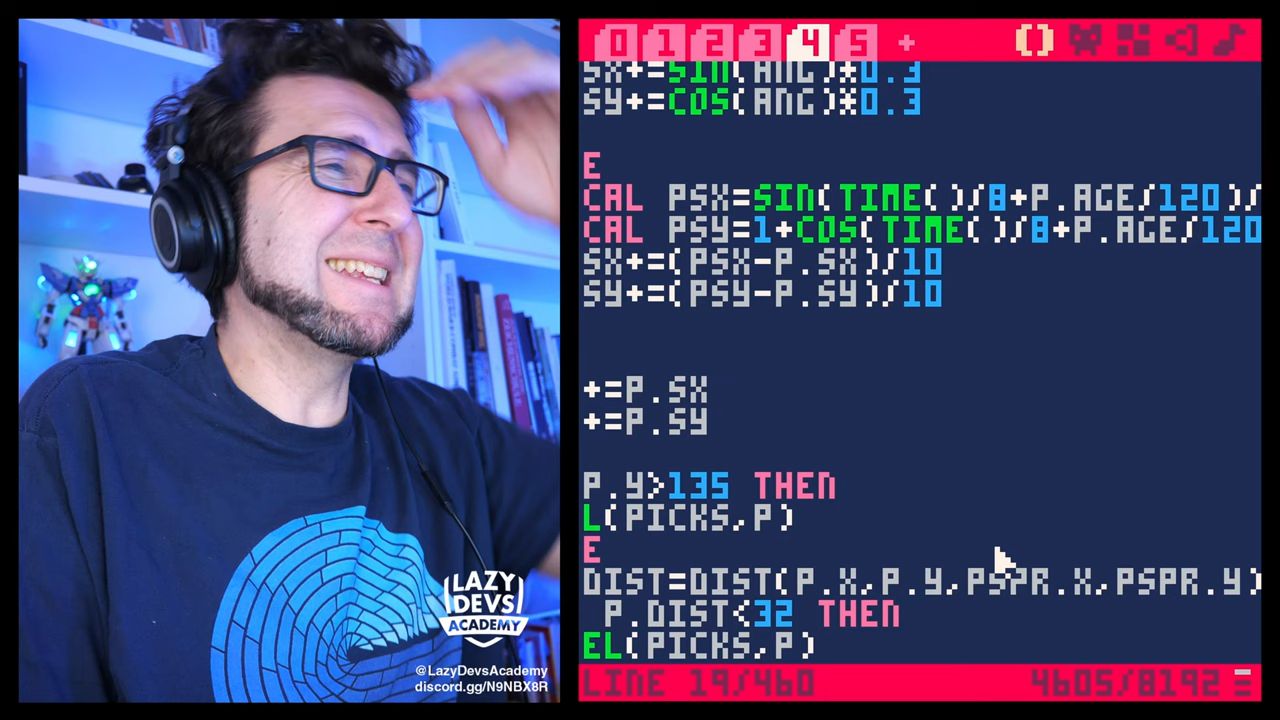 0 1 2 3 4 5 +
SX+=SIN(ANG)*0.3
SY+=COS(ANG)*0.3
E
CAL PSX=SIN(TIME()/8+P.AGE/120)/
CAL PSY=1+COS(TIME()/8+P.AGE/120
SX+=(PSX-P.SX)/10
SY+=(PSY-P.SY)/10
+=P.SX
+=P.SY
P.Y>135 THEN
L(PICKS,P)
E
DIST=DIST(P.X,P.Y,PSPR.X,PSPR.Y)
P.DIST<32 THEN
EL(PICKS,P)
LINE 19/460 4605/8192
LAZY
DEVS
ACADEMY
@LazyDevsAcademy
discord.gg/N9NBX8R